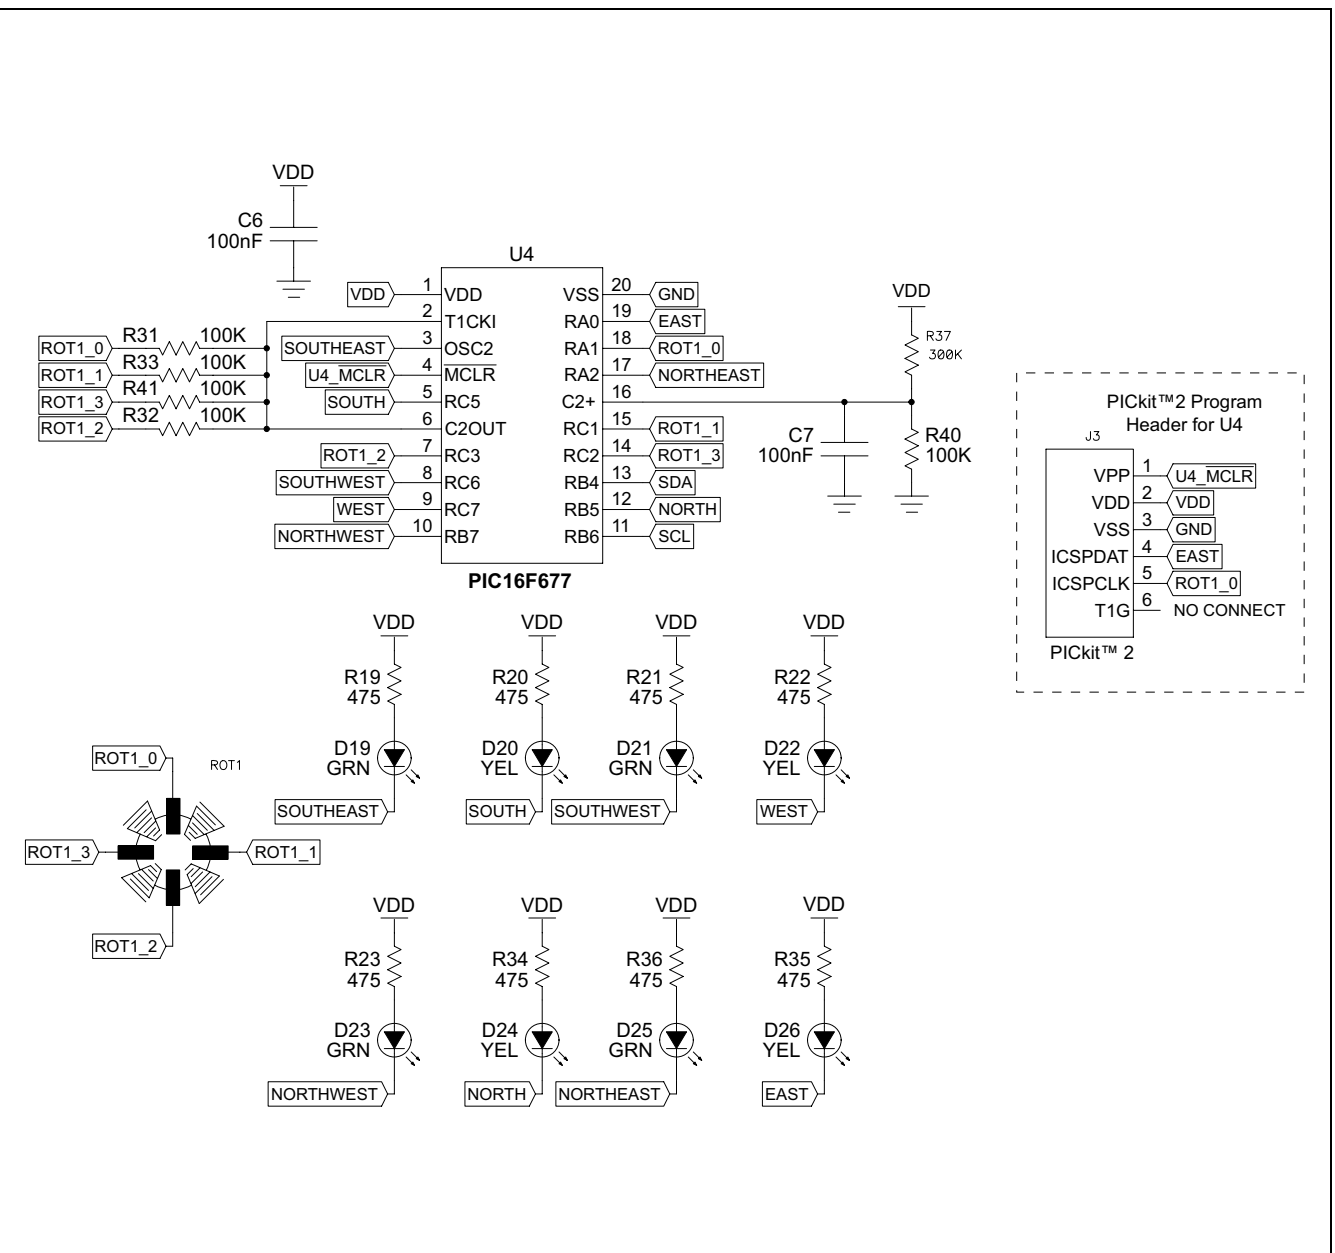 VDD
C6
100nF
U4
VDD 1 VDD
VSS 20 GND
2 T1CKI
RA0 19 EAST
ROT1_0 R31 100K
SOUTHEAST 3 OSC2
RA1 18 ROT1_0
ROT1_1 R33 100K
U4_MCLR 4 MCLR
RA2 17 NORTHEAST
ROT1_3 R41 100K
SOUTH 5 RC5
C2+ 16
ROT1_2 R32 100K
6 C2OUT
RC1 15 ROT1_1
ROT1_2 7 RC3
RC2 14 ROT1_3
SOUTHWEST 8 RC6
RB4 13 SDA
WEST 9 RC7
RB5 12 NORTH
NORTHWEST 10 RB7
RB6 11 SCL
PIC16F677
VDD
R37
300K
C7
100nF
R40
100K
PICkit™2 Program
Header for U4
J3
VPP 1 U4_MCLR
VDD 2 VDD
VSS 3 GND
ICSPDAT 4 EAST
ICSPCLK 5 ROT1_0
T1G 6 NO CONNECT
PICkit™ 2
VDD VDD VDD VDD
R19 R20 R21 R22
475 475 475 475
D19 D20 D21 D22
GRN YEL GRN YEL
SOUTHEAST SOUTH SOUTHWEST WEST
ROT1_0
ROT1
ROT1_3
ROT1_1
ROT1_2
VDD VDD VDD VDD
R23 R34 R36 R35
475 475 475 475
D23 D24 D25 D26
GRN YEL GRN YEL
NORTHWEST NORTH NORTHEAST EAST